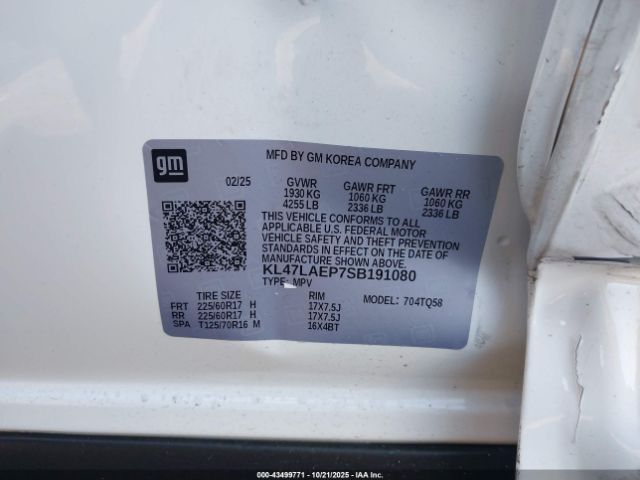 gm
MFD BY GM KOREA COMPANY
02/25 GVWR GAWR FRT GAWR RR
1930 KG 1060 KG 1060 KG
4255 LB 2336 LB 2336 LB
THIS VEHICLE CONFORMS TO ALL
APPLICABLE U.S. FEDERAL MOTOR
VEHICLE SAFETY AND THEFT PREVENTION
STANDARDS IN EFFECT ON THE DATE OF
MANUFACTURE SHOWN ABOVE.
KL47LAEP7SB191080
TYPE: MPV
TIRE SIZE RIM MODEL: 704TQ58
FRT 225/60R17 H 17X7.5J
RR 225/60R17 H 17X7.5J
SPA T125/70R16 M 16X4BT
000-43499771 - 10/21/2025 - IAAI.com